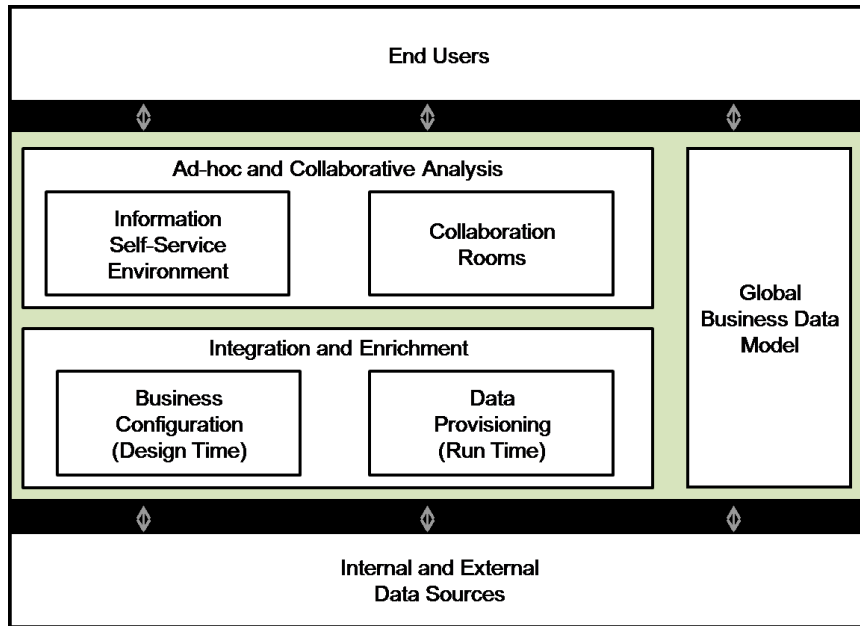 End Users
Ad-hoc and Collaborative Analysis
Information
Self-Service
Environment
Collaboration
Rooms
Global
Business Data
Model
Integration and Enrichment
Business
Configuration
(Design Time)
Data
Provisioning
(Run Time)
Internal and External
Data Sources